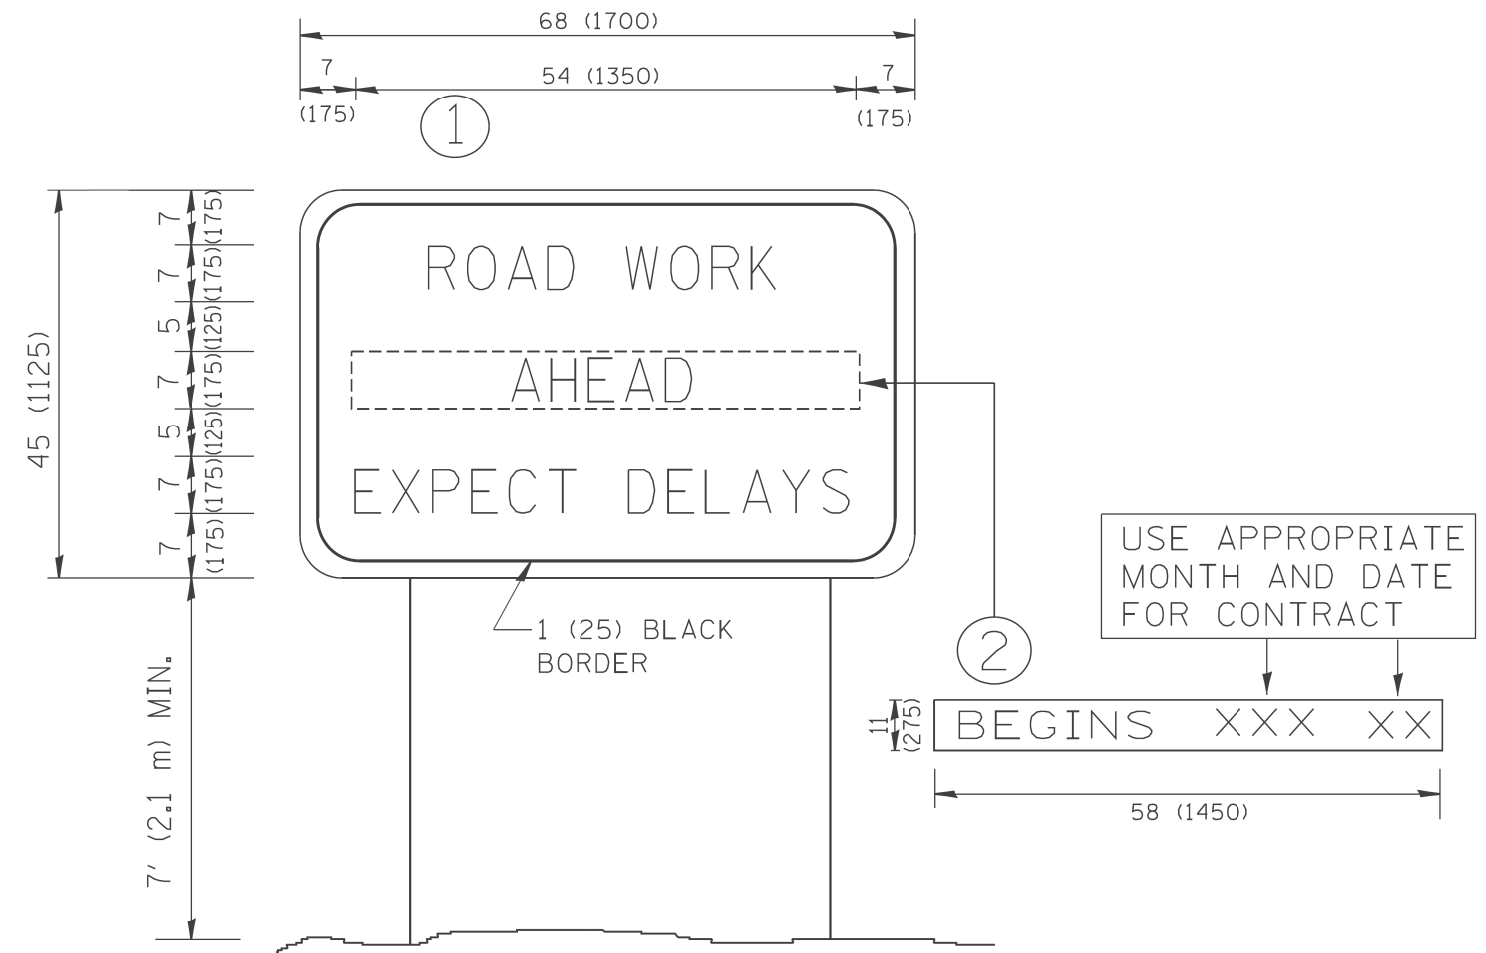 68 (1700)
7
54 (1350)
7
(175)
(175)
1
7
(175)
7
(175)
5
(125)
7
(175)
5
(125)
7
(175)
7
(175)
45 (1125)
ROAD WORK
AHEAD
EXPECT DELAYS
1 (25) BLACK
BORDER
7' (2.1 m) MIN.
USE APPROPRIATE
MONTH AND DATE
FOR CONTRACT
2
11
(275)
BEGINS XXX XX
58 (1450)